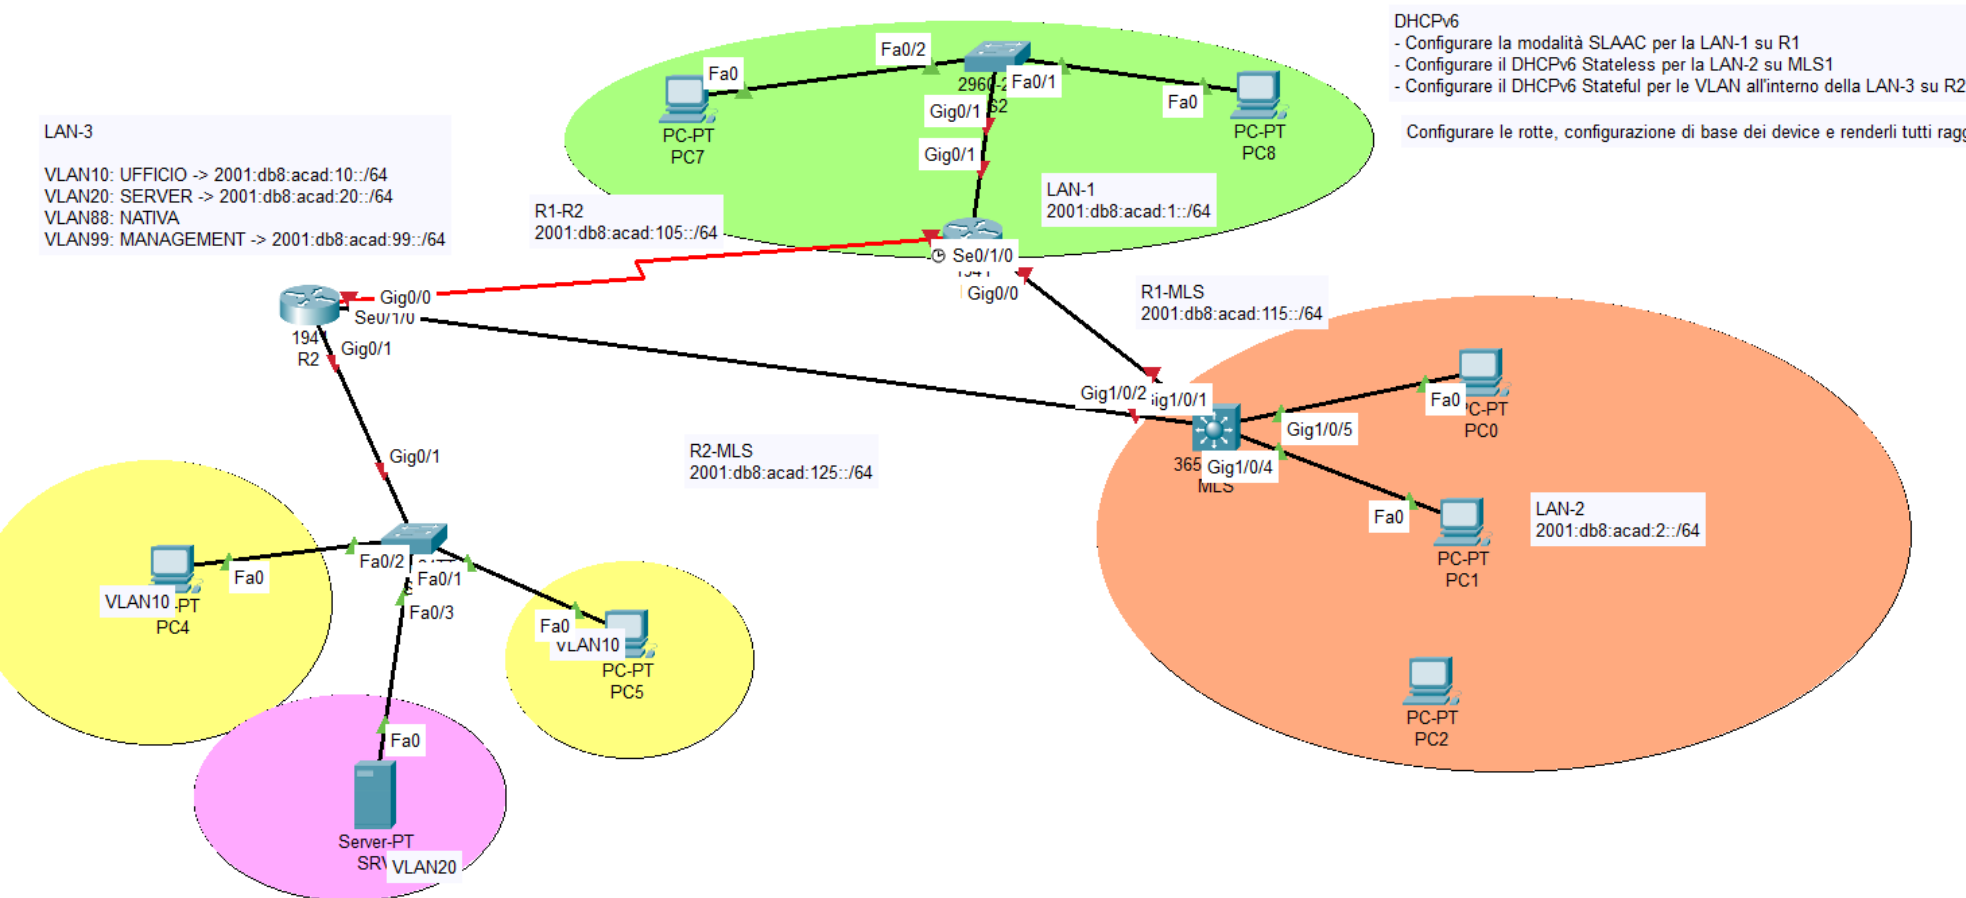 DHCPv6
- Configurare la modalità SLAAC per la LAN-1 su R1
- Configurare il DHCPv6 Stateless per la LAN-2 su MLS1
- Configurare il DHCPv6 Stateful per le VLAN all'interno della LAN-3 su R2
Configurare le rotte, configurazione di base dei device e renderli tutti
LAN-3
VLAN10: UFFICIO -> 2001:db8:acad:10::/64
VLAN20: SERVER -> 2001:db8:acad:20::/64
VLAN88: NATIVA
VLAN99: MANAGEMENT -> 2001:db8:acad:99::/64
Fa0/2
Fa0
Fa0/1
Gig0/1
Fa0
PC-PT
PC7
PC-PT
PC8
Gig0/1
LAN-1
2001:db8:acad:1::/64
R1-R2
2001:db8:acad:105::/64
Se0/1/0
Gig0/0
R1-MLS
2001:db8:acad:115::/64
Gig0/0
Se0/1/0
R2
Gig0/1
Gig1/0/2
Gig1/0/5
Gig1/0/4
MLS
Fa0
PC0
Fa0
PC-PT
PC1
LAN-2
2001:db8:acad:2::/64
PC-PT
PC2
Gig0/1
R2-MLS
2001:db8:acad:125::/64
Fa0/2
Fa0/1
Fa0/3
Fa0
VLAN10
PC4
Fa0
VLAN10
PC-PT
PC5
Fa0
Server-PT
VLAN20